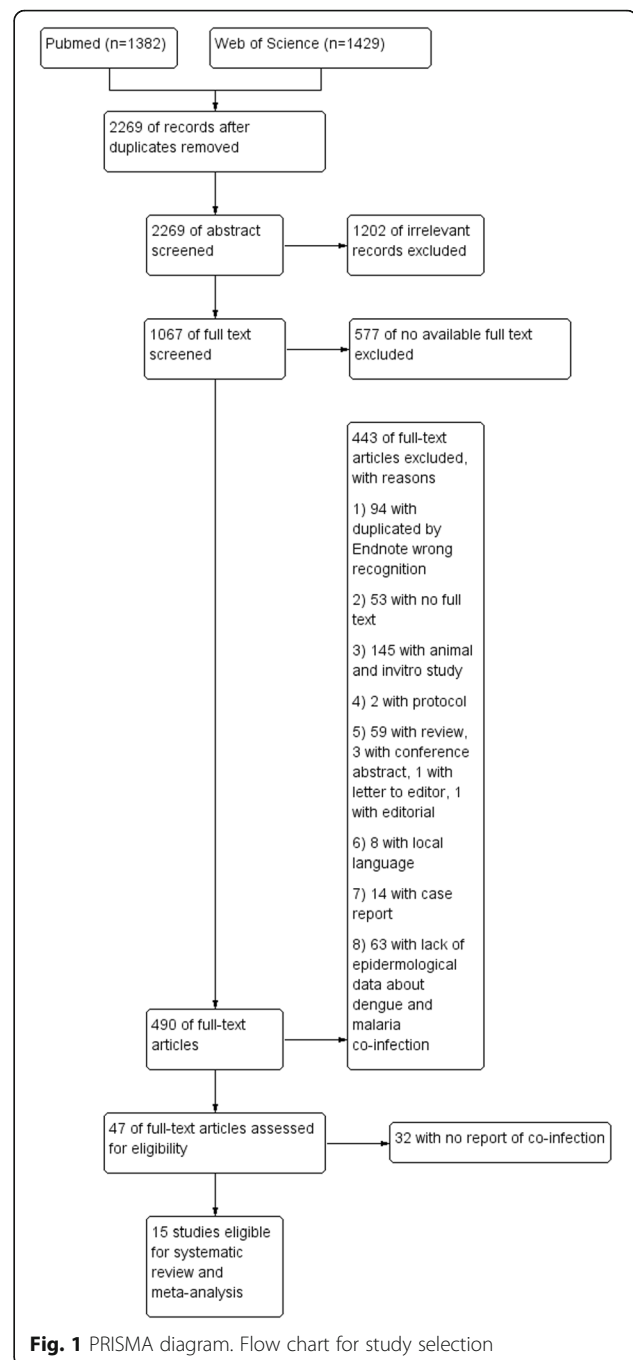 Pubmed (n=1382)
Web of Science (n=1429)
2269 of records after
duplicates removed
2269 of abstract
screened
1202 of irrelevant
records excluded
1067 of full text
screened
577 of no available full text
excluded
443 of full-text
articles excluded,
with reasons
1) 94 with
duplicated by
Endnote wrong
recognition
2) 53 with no full
text
3) 145 with animal
and invitro study
4) 2 with protocol
5) 59 with review,
3 with conference
abstract, 1 with
letter to editor, 1
with editorial
6) 8 with local
language
7) 14 with case
report
8) 63 with lack of
epidermological
data about
dengue and
malaria
co-infection
490 of full-text
articles
47 of full-text articles assessed
for eligibility
32 with no report of co-infection
15 studies eligible
for systematic
review and
meta-analysis
Fig. 1 PRISMA diagram. Flow chart for study selection